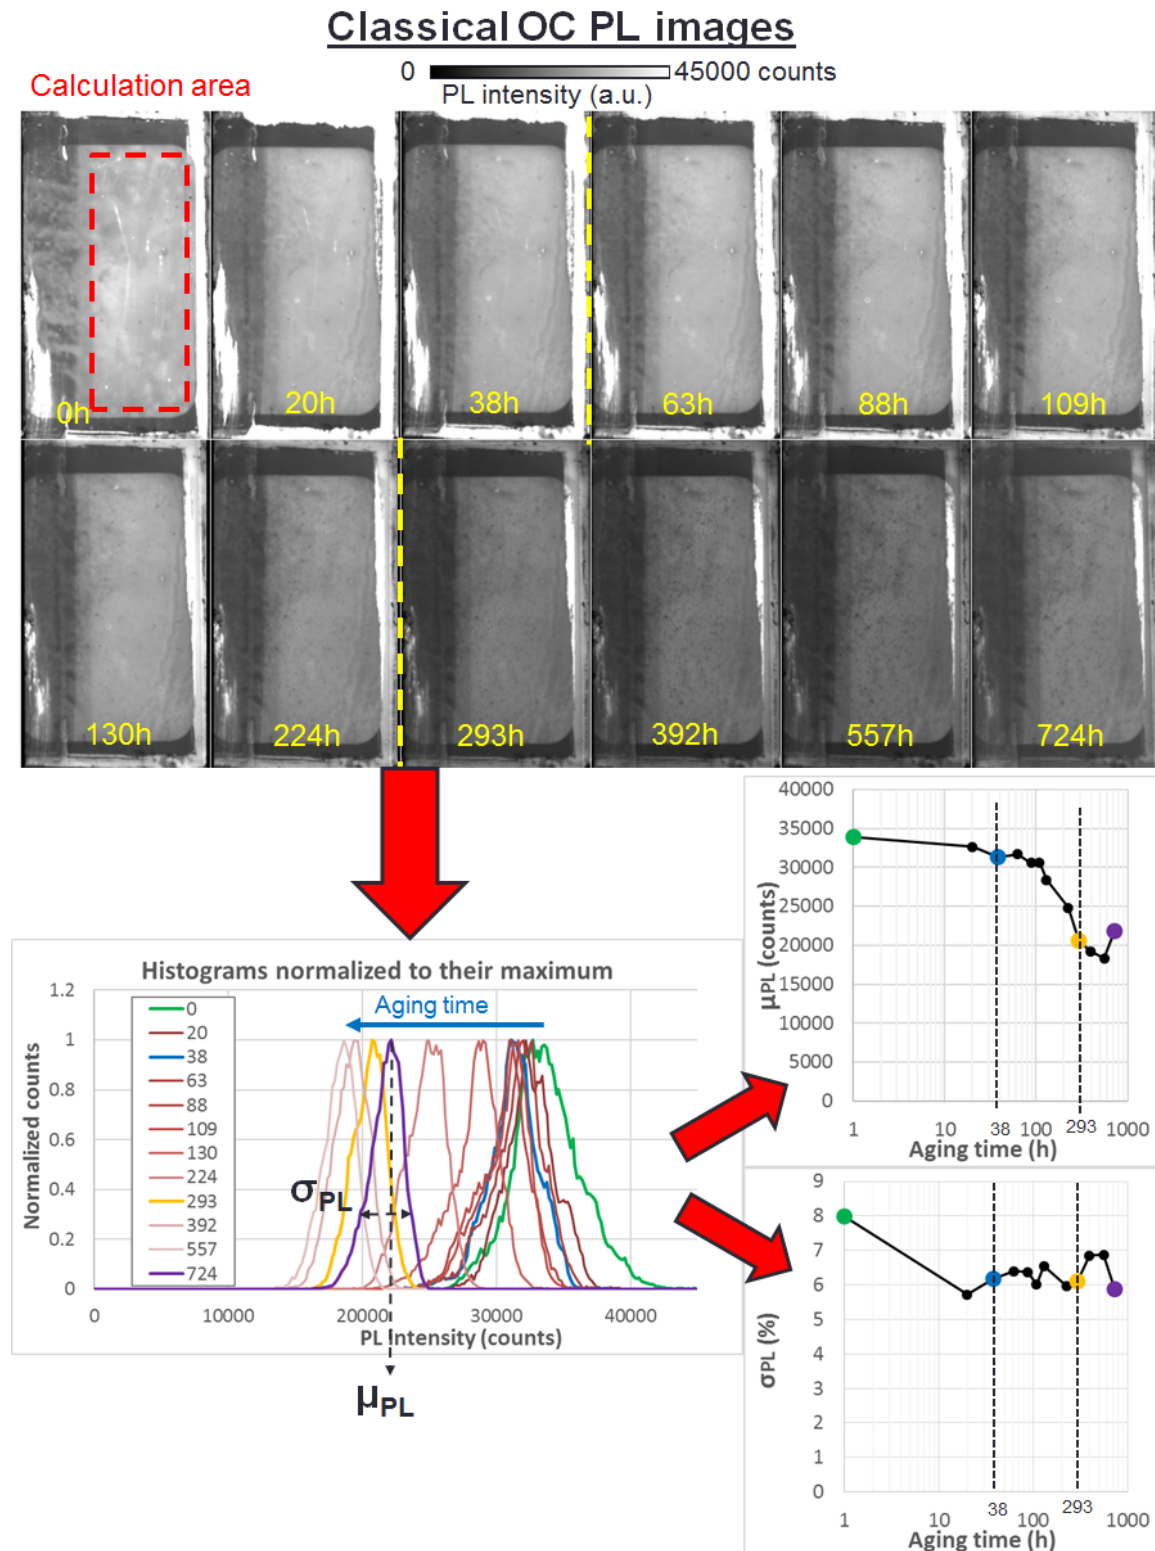 Classical OC PL images
0 45000 counts
PL intensity (a.u.)
Calculation area
0h 20h 38h 63h 88h 109h
130h 224h 293h 392h 557h 724h
Histograms normalized to their maximum
Normalized counts
1.2
1
0.8
0.6
0.4
0.2
0
0
20
38
63
88
109
130
224
293
392
557
724
Aging time
σPL
0 10000 20000 30000 40000
PL Intensity (counts)
μPL
μPL (counts)
40000
35000
30000
25000
20000
15000
10000
5000
0
1 10 38 100 293 1000
Aging time (h)
σPL (%)
9
8
7
6
5
4
3
2
1
0
1 10 38 100 293 1000
Aging time (h)